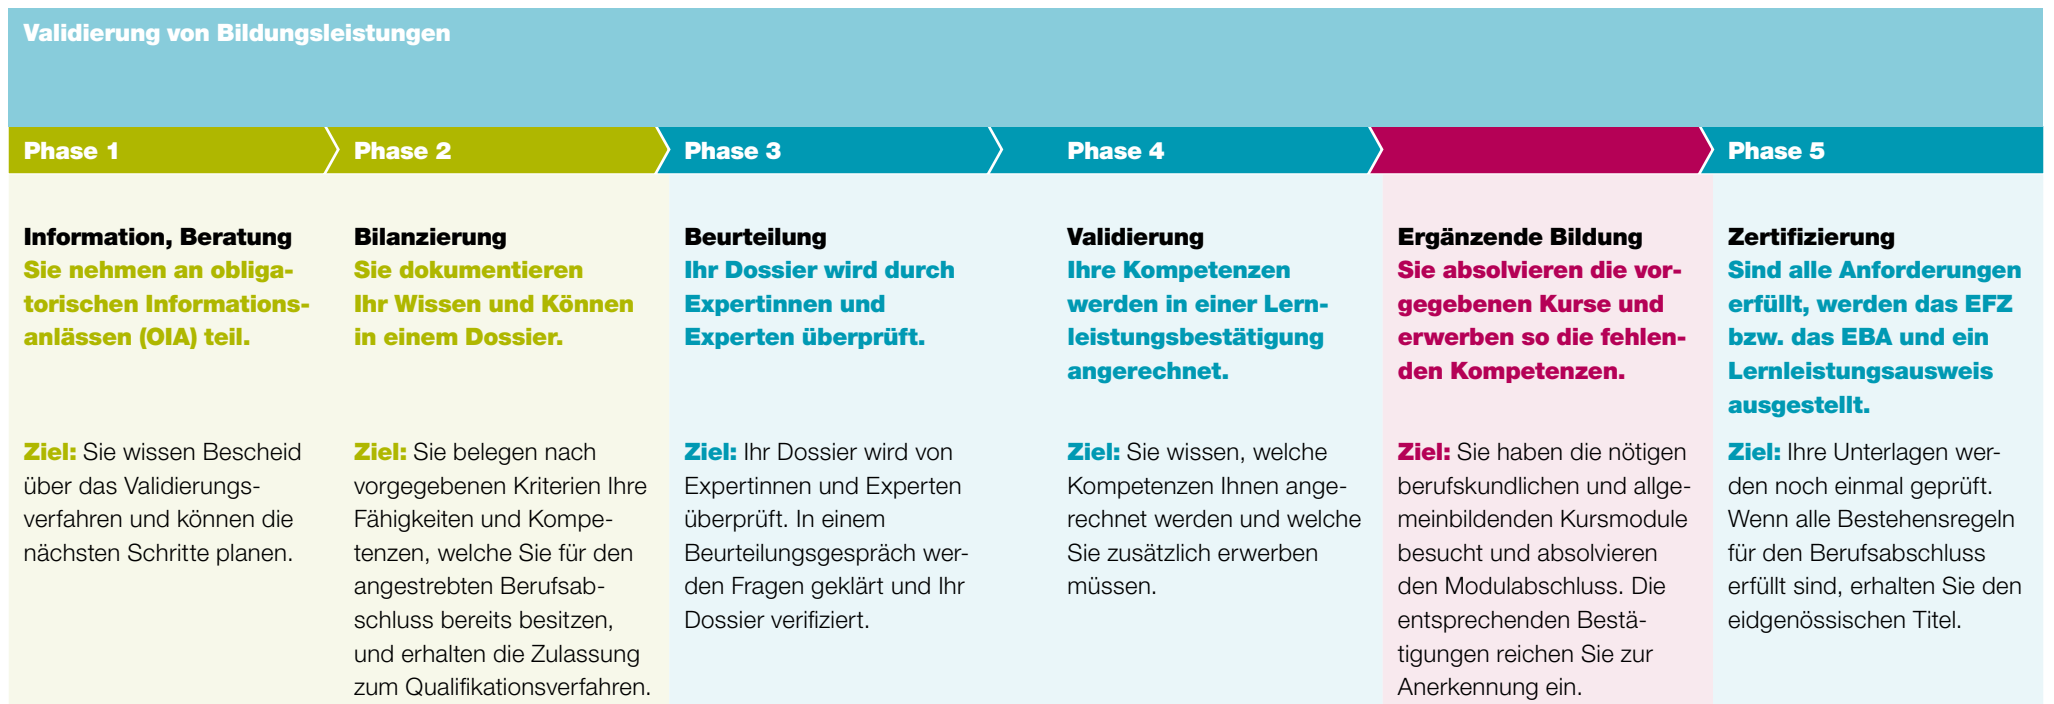 Validierung von Bildungsleistungen
Phase 1
Phase 2
Phase 3
Phase 4
Phase 5
Information, Beratung
Sie nehmen an obliga-
torischen Informations-
anlässen (OIA) teil.
Ziel: Sie wissen Bescheid
über das Validierungs-
verfahren und können die
nächsten Schritte planen.
Bilanzierung
Sie dokumentieren
Ihr Wissen und Können
in einem Dossier.
Ziel: Sie belegen nach
vorgegebenen Kriterien Ihre
Fähigkeiten und Kompe-
tenzen, welche Sie für den
angestrebten Berufsab-
schluss bereits besitzen,
und erhalten die Zulassung
zum Qualifikationsverfahren.
Beurteilung
Ihr Dossier wird durch
Expertinnen und
Experten überprüft.
Ziel: Ihr Dossier wird von
Expertinnen und Experten
überprüft. In einem
Beurteilungsgespräch wer-
den Fragen geklärt und Ihr
Dossier verifiziert.
Validierung
Ihre Kompetenzen
werden in einer Lern-
leistungsbestätigung
angerechnet.
Ziel: Sie wissen, welche
Kompetenzen Ihnen ange-
rechnet werden und welche
Sie zusätzlich erwerben
müssen.
Ergänzende Bildung
Sie absolvieren die vor-
gegebenen Kurse und
erwerben so die fehlen-
den Kompetenzen.
Ziel: Sie haben die nötigen
berufskundlichen und allge-
meinbildenden Kursmodule
besucht und absolvieren
den Modulabschluss. Die
entsprechenden Bestä-
tigungen reichen Sie zur
Anerkennung ein.
Zertifizierung
Sind alle Anforderungen
erfüllt, werden das EFZ
bzw. das EBA und ein
Lernleistungsausweis
ausgestellt.
Ziel: Ihre Unterlagen wer-
den noch einmal geprüft.
Wenn alle Bestehensregeln
für den Berufsabschluss
erfüllt sind, erhalten Sie den
eidgenössischen Titel.